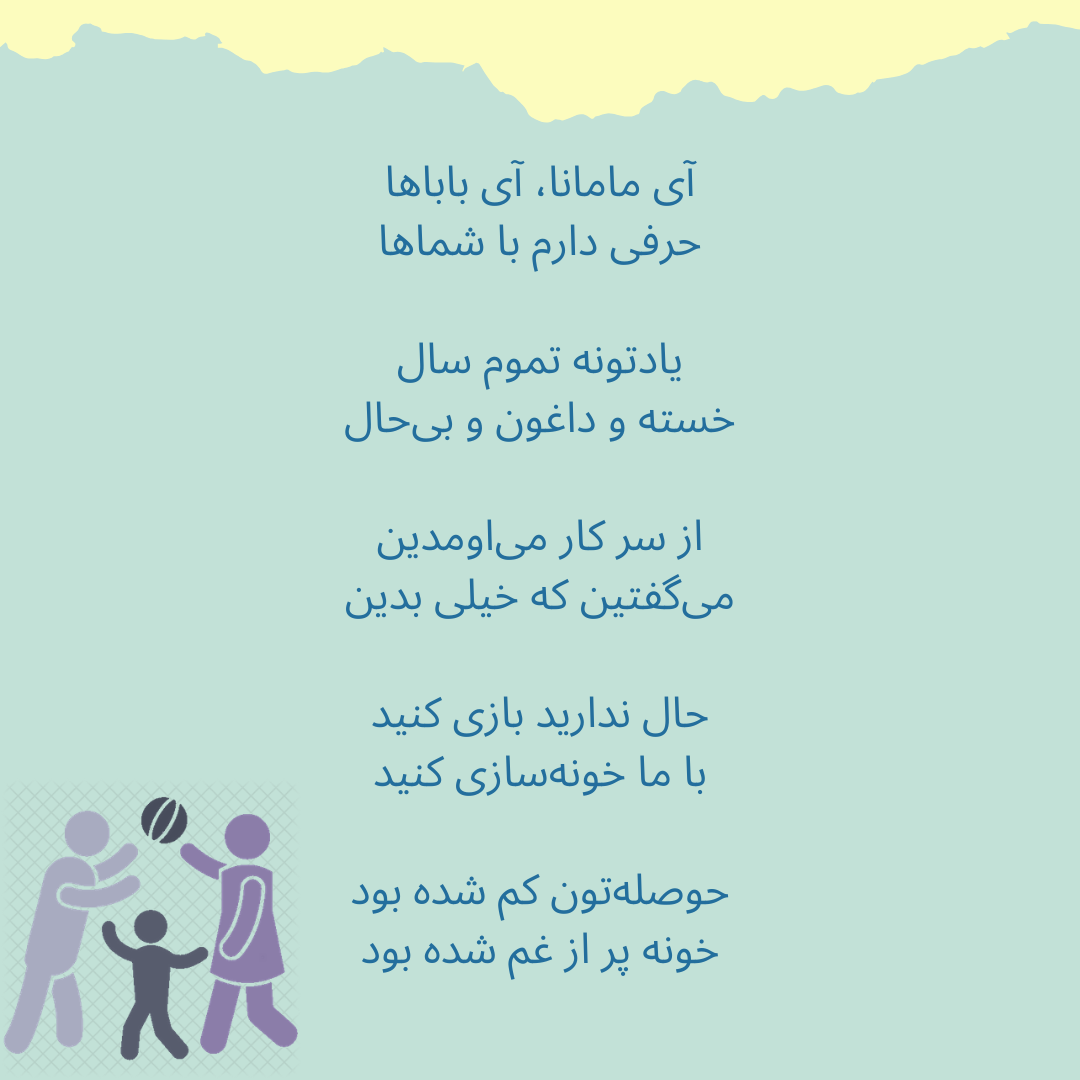 آی مامانا، آی باباها
حرفی دارم با شماها
یادتونه تموم سال
خسته و داغون و بی‌حال
از سر کار می‌اومدین
می‌گفتین که خیلی بدین
حال ندارید بازی کنید
با ما خونه‌سازی کنید
حوصله‌تون کم شده بود
خونه پر از غم شده بود